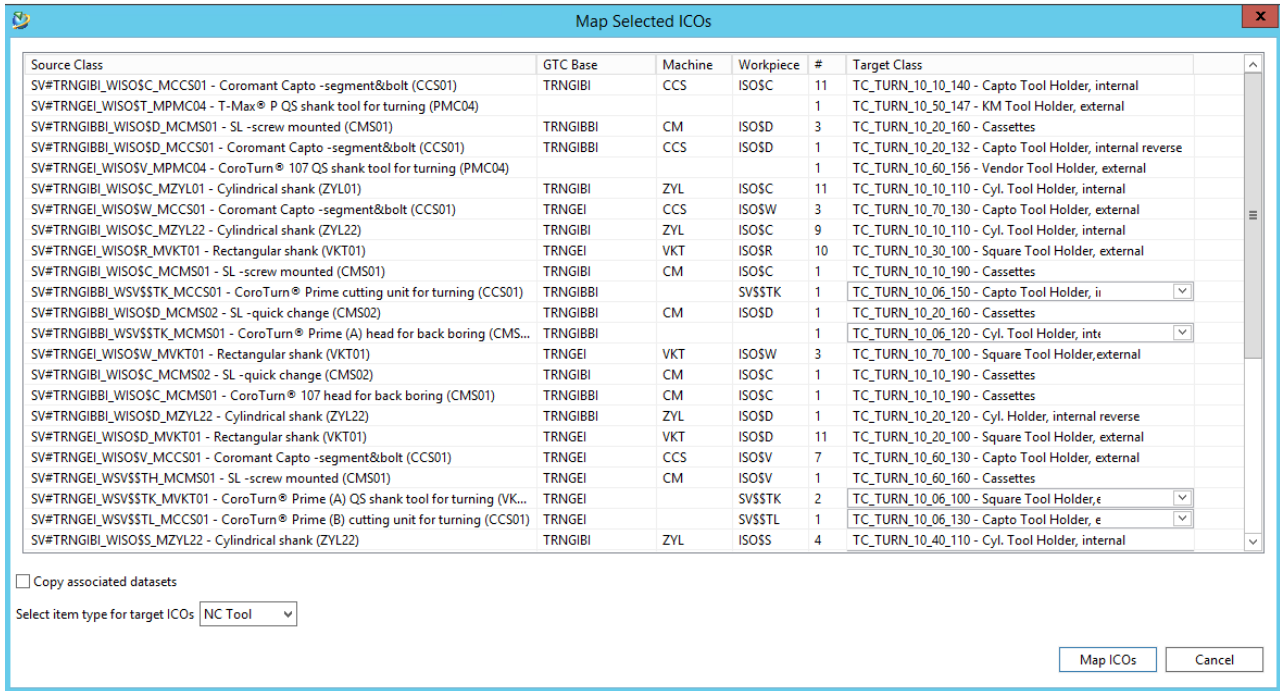 Map Selected ICOs
x
Source Class GTC Base Machine Workpiece # Target Class
SV#TRNGIBI_WISO$C_MCCS01 - Coromant Capto -segment&bolt (CCS01) TRNGIBI CCS ISO$C 11 TC_TURN_10_10_140 - Capto Tool Holder, internal
SV#TRNGEI_WISO$T_MPMC04 - T-Max® P QS shank tool for turning (PMC04) 1 TC_TURN_10_50_147 - KM Tool Holder, external
SV#TRNGIBBI_WISO$D_MCMS01 - SL -screw mounted (CMS01) TRNGIBBI CM ISO$D 3 TC_TURN_10_20_160 - Cassettes
SV#TRNGIBBI_WISO$D_MCCS01 - Coromant Capto -segment&bolt (CCS01) TRNGIBBI CCS ISO$D 1 TC_TURN_10_20_132 - Capto Tool Holder, internal reverse
SV#TRNGEI_WISO$V_MPMC04 - CoroTurn® 107 QS shank tool for turning (PMC04) 1 TC_TURN_10_60_156 - Vendor Tool Holder, external
SV#TRNGIBI_WISO$C_MZYL01 - Cylindrical shank (ZYL01) TRNGIBI ZYL ISO$C 11 TC_TURN_10_10_110 - Cyl. Tool Holder, internal
SV#TRNGEI_WISO$W_MCCS01 - Coromant Capto -segment&bolt (CCS01) TRNGEI CCS ISO$W 3 TC_TURN_10_70_130 - Capto Tool Holder, external
SV#TRNGIBI_WISO$C_MZYL22 - Cylindrical shank (ZYL22) TRNGIBI ZYL ISO$C 9 TC_TURN_10_10_110 - Cyl. Tool Holder, internal
SV#TRNGEI_WISO$R_MVKT01 - Rectangular shank (VKT01) TRNGEI VKT ISO$R 10 TC_TURN_10_30_100 - Square Tool Holder, external
SV#TRNGIBI_WISO$C_MCMS01 - SL -screw mounted (CMS01) TRNGIBI CM ISO$C 1 TC_TURN_10_10_190 - Cassettes
SV#TRNGIBBI_WSV$$TK_MCCS01 - CoroTurn® Prime cutting unit for turning (CCS01) TRNGIBBI SV$$TK 1 TC_TURN_10_06_150 - Capto Tool Holder, i
SV#TRNGIBBI_WISO$D_MCMS02 - SL -quick change (CMS02) TRNGIBBI CM ISO$D 1 TC_TURN_10_20_160 - Cassettes
SV#TRNGIBBI_WSV$$TK_MCMS01 - CoroTurn® Prime (A) head for back boring (CMS... TRNGIBBI 1 TC_TURN_10_06_120 - Cyl. Tool Holder, inte
SV#TRNGEI_WISO$W_MVKT01 - Rectangular shank (VKT01) TRNGEI VKT ISO$W 3 TC_TURN_10_70_100 - Square Tool Holder,external
SV#TRNGIBI_WISO$C_MCMS02 - SL -quick change (CMS02) TRNGIBI CM ISO$C 1 TC_TURN_10_10_190 - Cassettes
SV#TRNGIBBI_WISO$C_MCMS01 - CoroTurn® 107 head for back boring (CMS01) TRNGIBBI CM ISO$C 1 TC_TURN_10_10_190 - Cassettes
SV#TRNGIBBI_WISO$D_MZYL22 - Cylindrical shank (ZYL22) TRNGIBBI ZYL ISO$D 1 TC_TURN_10_20_120 - Cyl. Holder, internal reverse
SV#TRNGEI_WISO$D_MVKT01 - Rectangular shank (VKT01) TRNGEI VKT ISO$D 11 TC_TURN_10_20_100 - Square Tool Holder, external
SV#TRNGEI_WISO$V_MCCS01 - Coromant Capto -segment&bolt (CCS01) TRNGEI CCS ISO$V 7 TC_TURN_10_60_130 - Capto Tool Holder, external
SV#TRNGEI_WSV$$TH_MCMS01 - SL -screw mounted (CMS01) TRNGEI CM ISO$V 1 TC_TURN_10_60_160 - Cassettes
SV#TRNGEI_WSV$$TK_MVKT01 - CoroTurn® Prime (A) QS shank tool for turning (VK... TRNGEI SV$$TK 2 TC_TURN_10_06_100 - Square Tool Holder,e
SV#TRNGEI_WSV$$TL_MCCS01 - CoroTurn® Prime (B) cutting unit for turning (CCS01) TRNGEI SV$$TL 1 TC_TURN_10_06_130 - Capto Tool Holder, e
SV#TRNGIBI_WISO$S_MZYL22 - Cylindrical shank (ZYL22) TRNGIBI ZYL ISO$S 4 TC_TURN_10_40_110 - Cyl. Tool Holder, internal
Copy associated datasets
Select item type for target ICOs NC Tool
Map ICOs Cancel